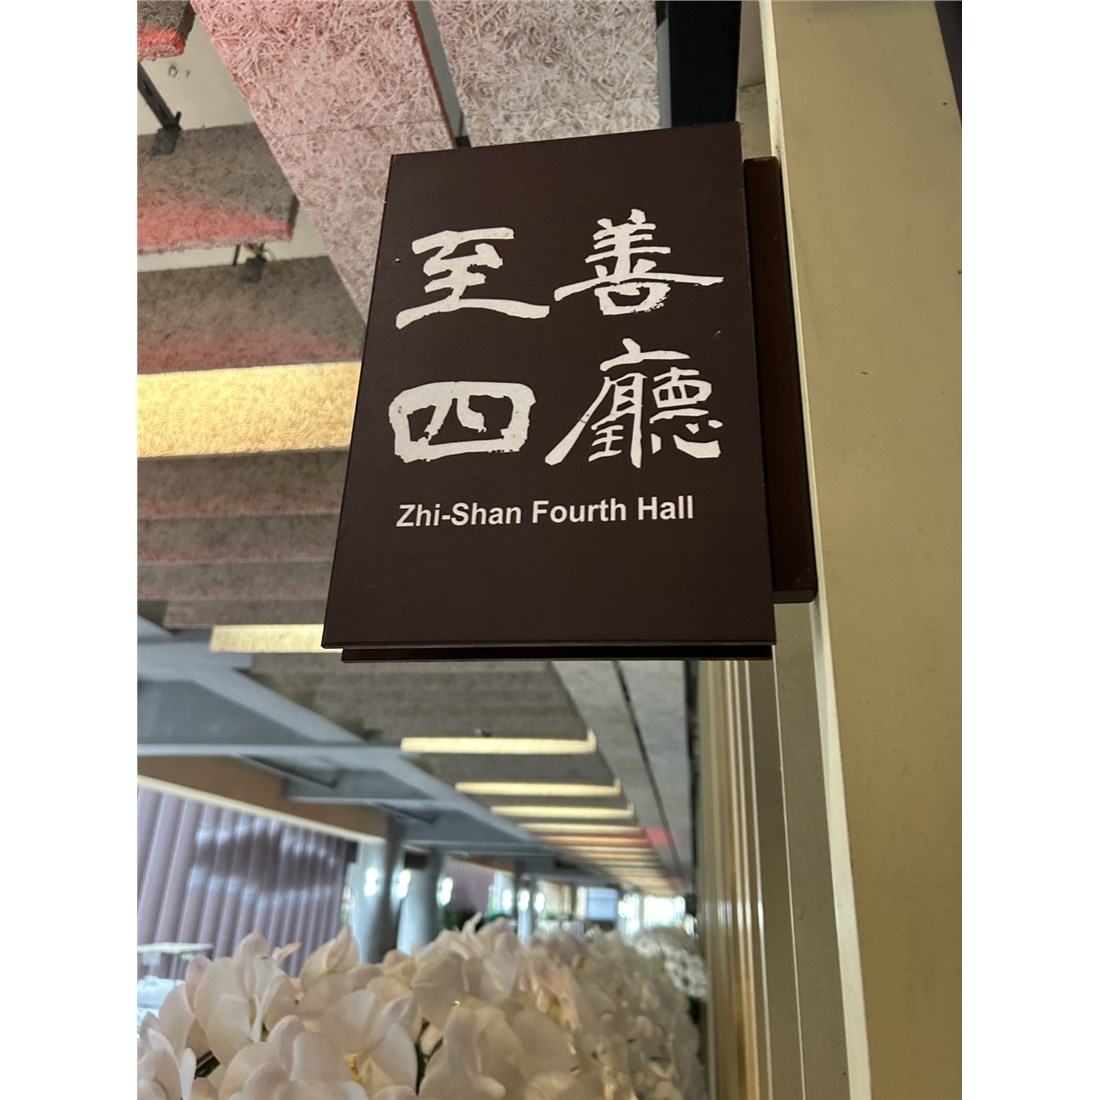 至善
四廳
Zhi-Shan Fourth Hall